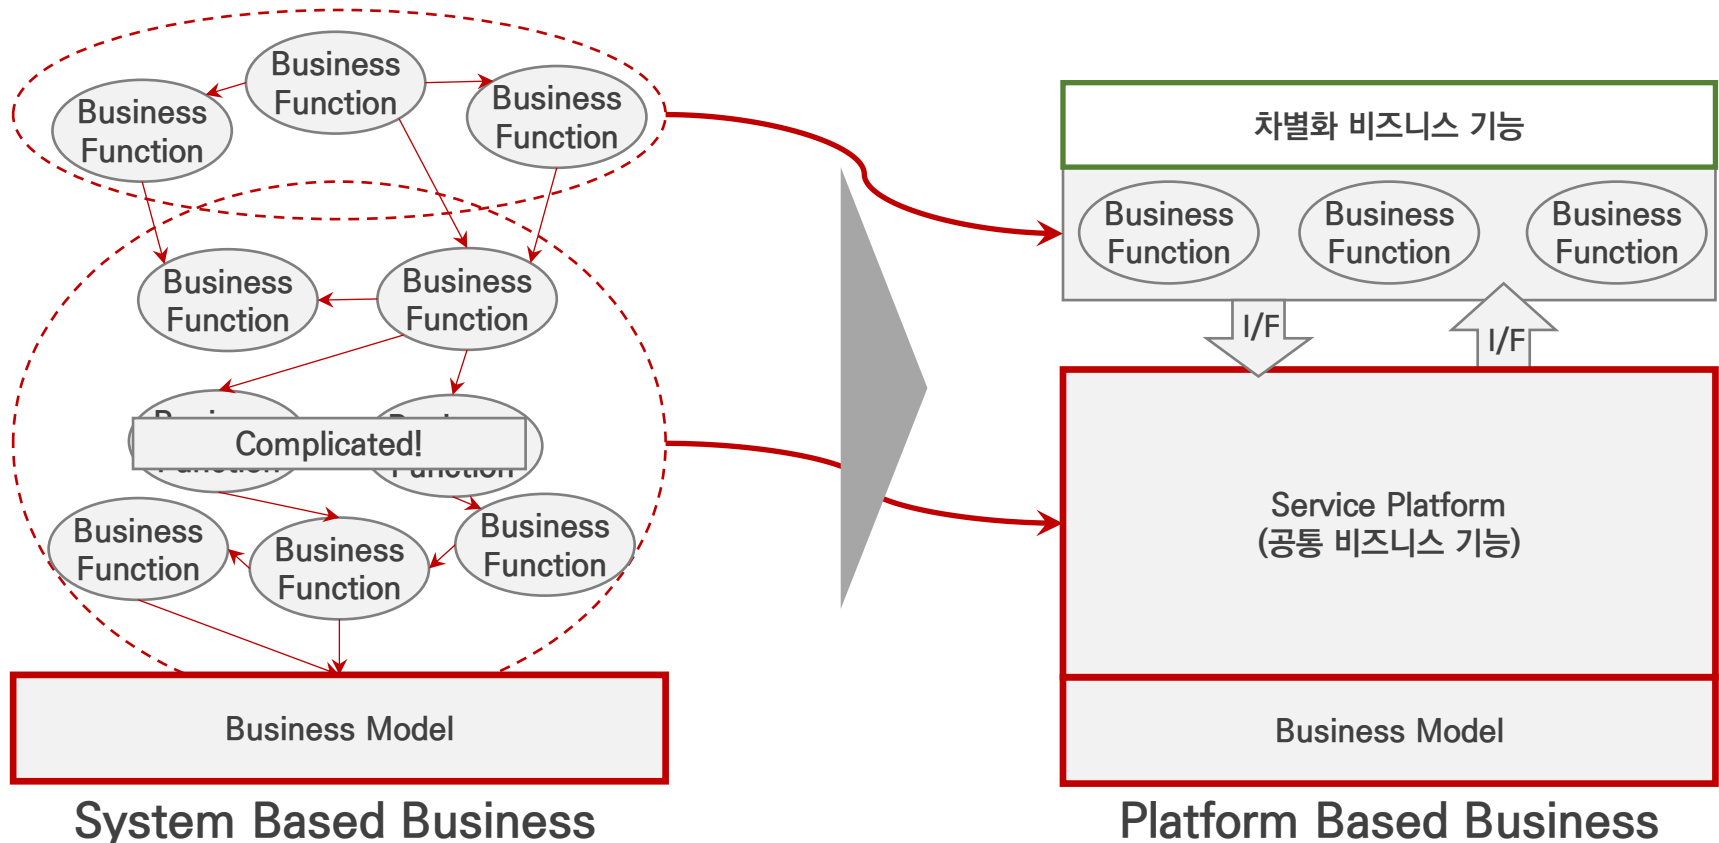 Business
Function
Business
Function
Business
Function
Business
Function
Business
Function
Complicated!
Function
Function
Business
Function
Business
Function
Business
Function
Business Model
System Based Business
차별화 비즈니스 기능
Business
Function
Business
Function
Business
Function
I/F
I/F
Service Platform
(공통 비즈니스 기능)
Business Model
Platform Based Business